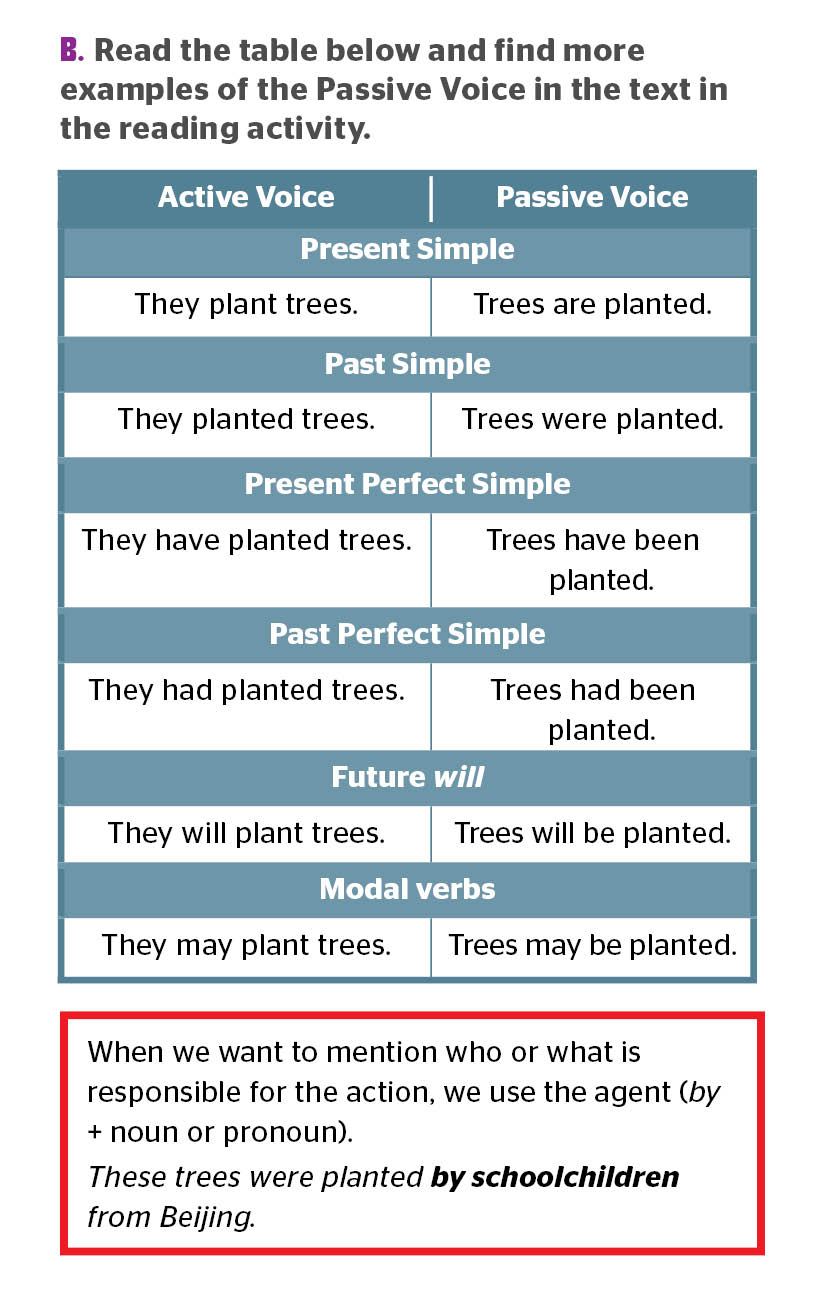 B. Read the table below and find more
examples of the Passive Voice in the text in
the reading activity.
Active Voice Passive Voice
Present Simple
They plant trees. Trees are planted.
Past Simple
They planted trees. Trees were planted.
Present Perfect Simple
They have planted trees. Trees have been
planted.
Past Perfect Simple
They had planted trees. Trees had been
planted.
Future will
They will plant trees. Trees will be planted.
Modal verbs
They may plant trees. Trees may be planted.
When we want to mention who or what is
responsible for the action, we use the agent (by
+ noun or pronoun).
These trees were planted by schoolchildren
from Beijing.